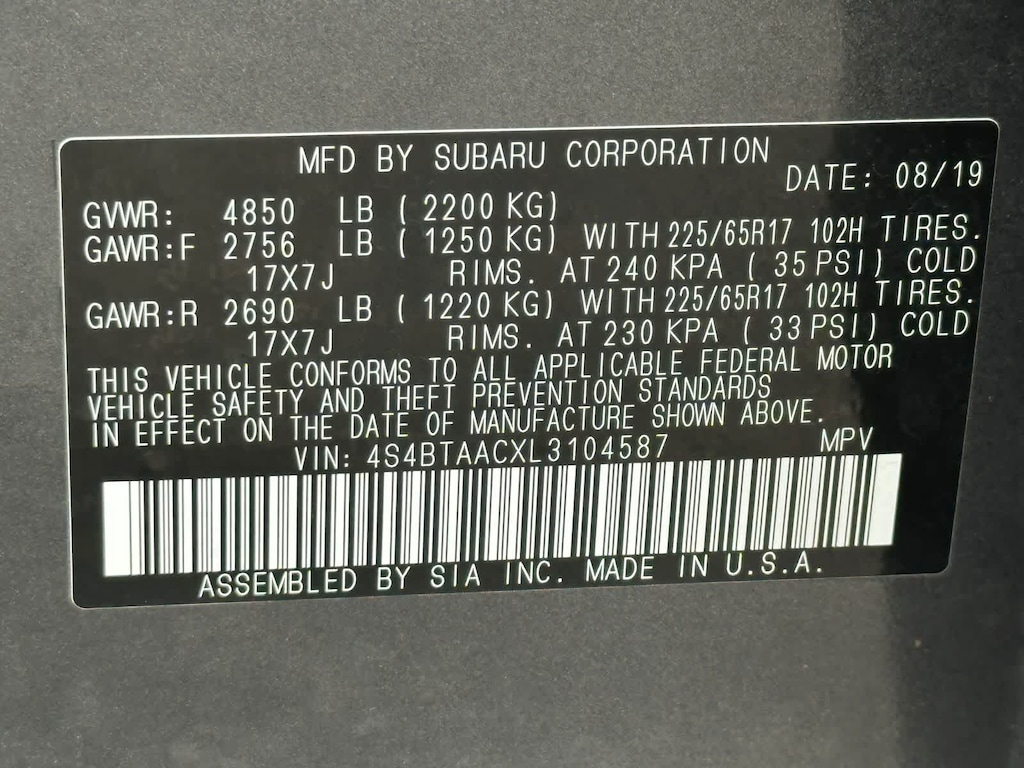 MFD BY SUBARU CORPORATION
DATE: 08/19
GVWR: 4850 LB (2200 KG)
GAWR:F 2756 LB (1250 KG) WITH 225/65R17 102H TIRES.
17X7J RIMS. AT 240 KPA (35 PSI) COLD
GAWR:R 2690 LB (1220 KG) WITH 225/65R17 102H TIRES.
17X7J RIMS. AT 230 KPA (33 PSI) COLD
THIS VEHICLE CONFORMS TO ALL APPLICABLE FEDERAL MOTOR
VEHICLE SAFETY AND THEFT PREVENTION STANDARDS
IN EFFECT ON THE DATE OF MANUFACTURE SHOWN ABOVE.
VIN: 4S4BTAACXL3104587 MPV
ASSEMBLED BY SIA INC. MADE IN U.S.A.